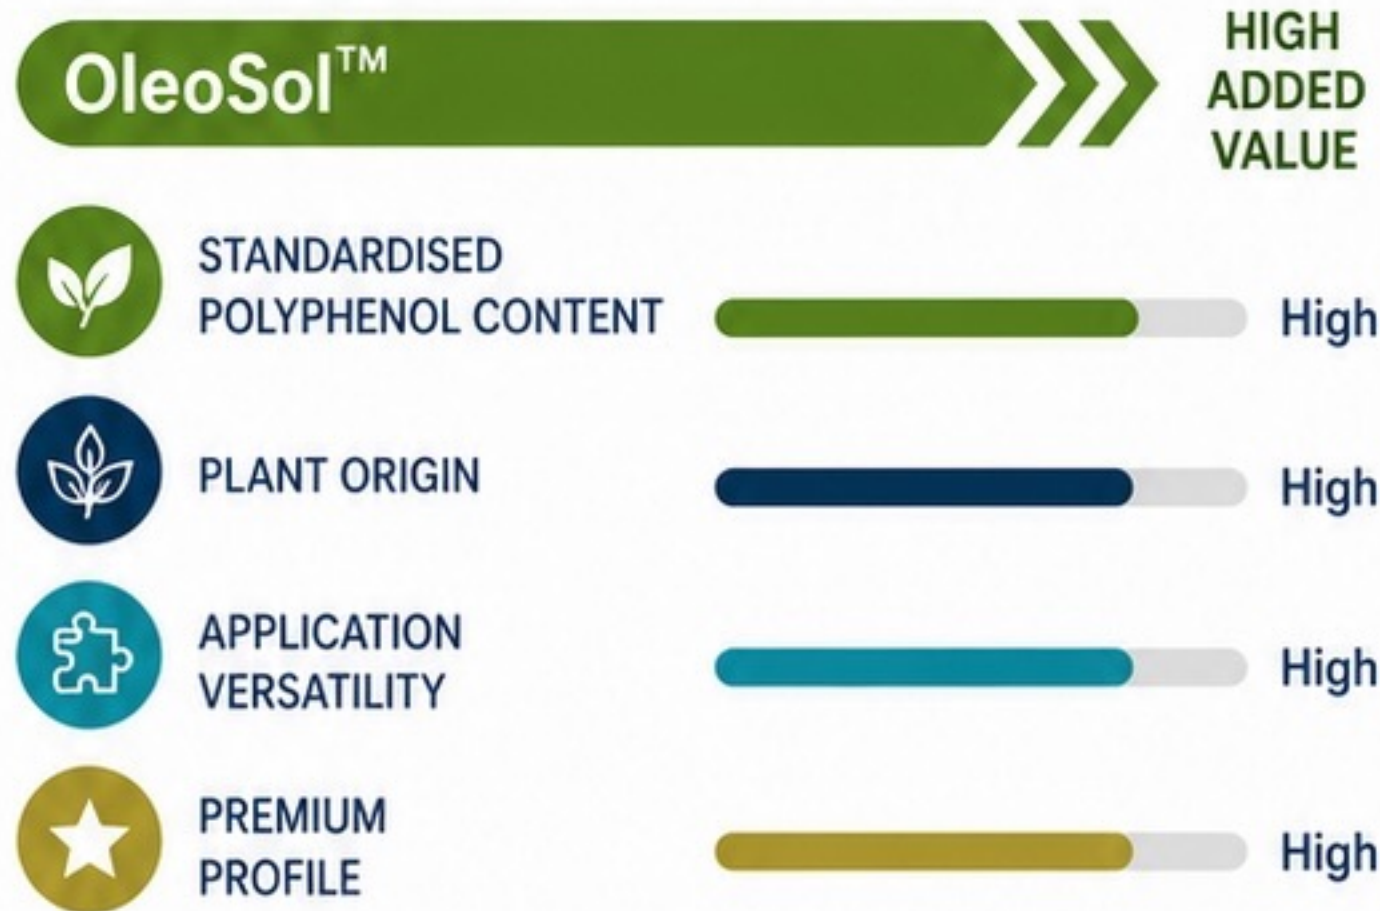 OleoSol™
HIGH
ADDED
VALUE
STANDARDISED
POLYPHENOL CONTENT
High
PLANT ORIGIN
High
APPLICATION
VERSATILITY
High
PREMIUM
PROFILE
High